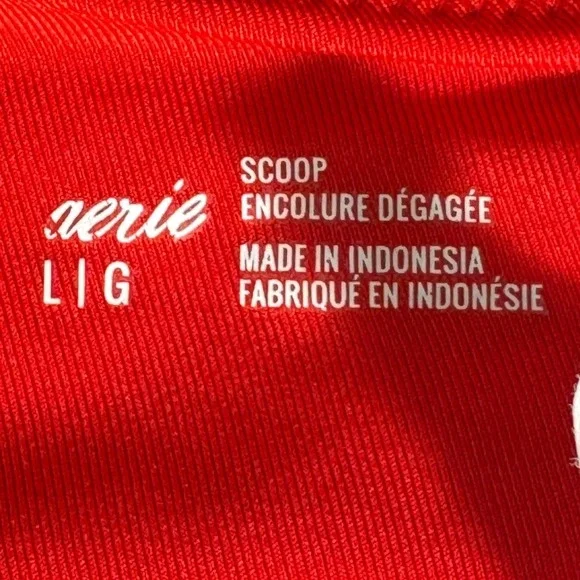 aerie
L | G
SCOOP
ENCOLURE DÉGAGÉE
MADE IN INDONESIA
FABRIQUÉ EN INDONÉSIE